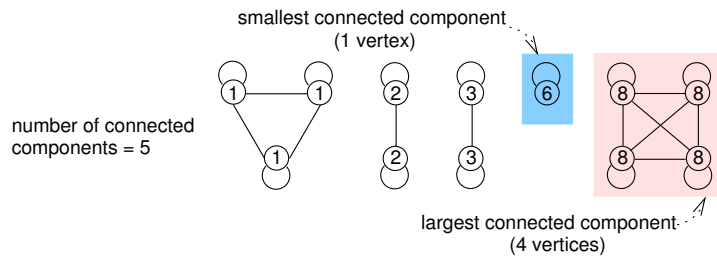 smallest connected component
(1 vertex)
1 1 2 3 6 8 8
number of connected
components = 5
1 2 3 8 8
largest connected component
(4 vertices)